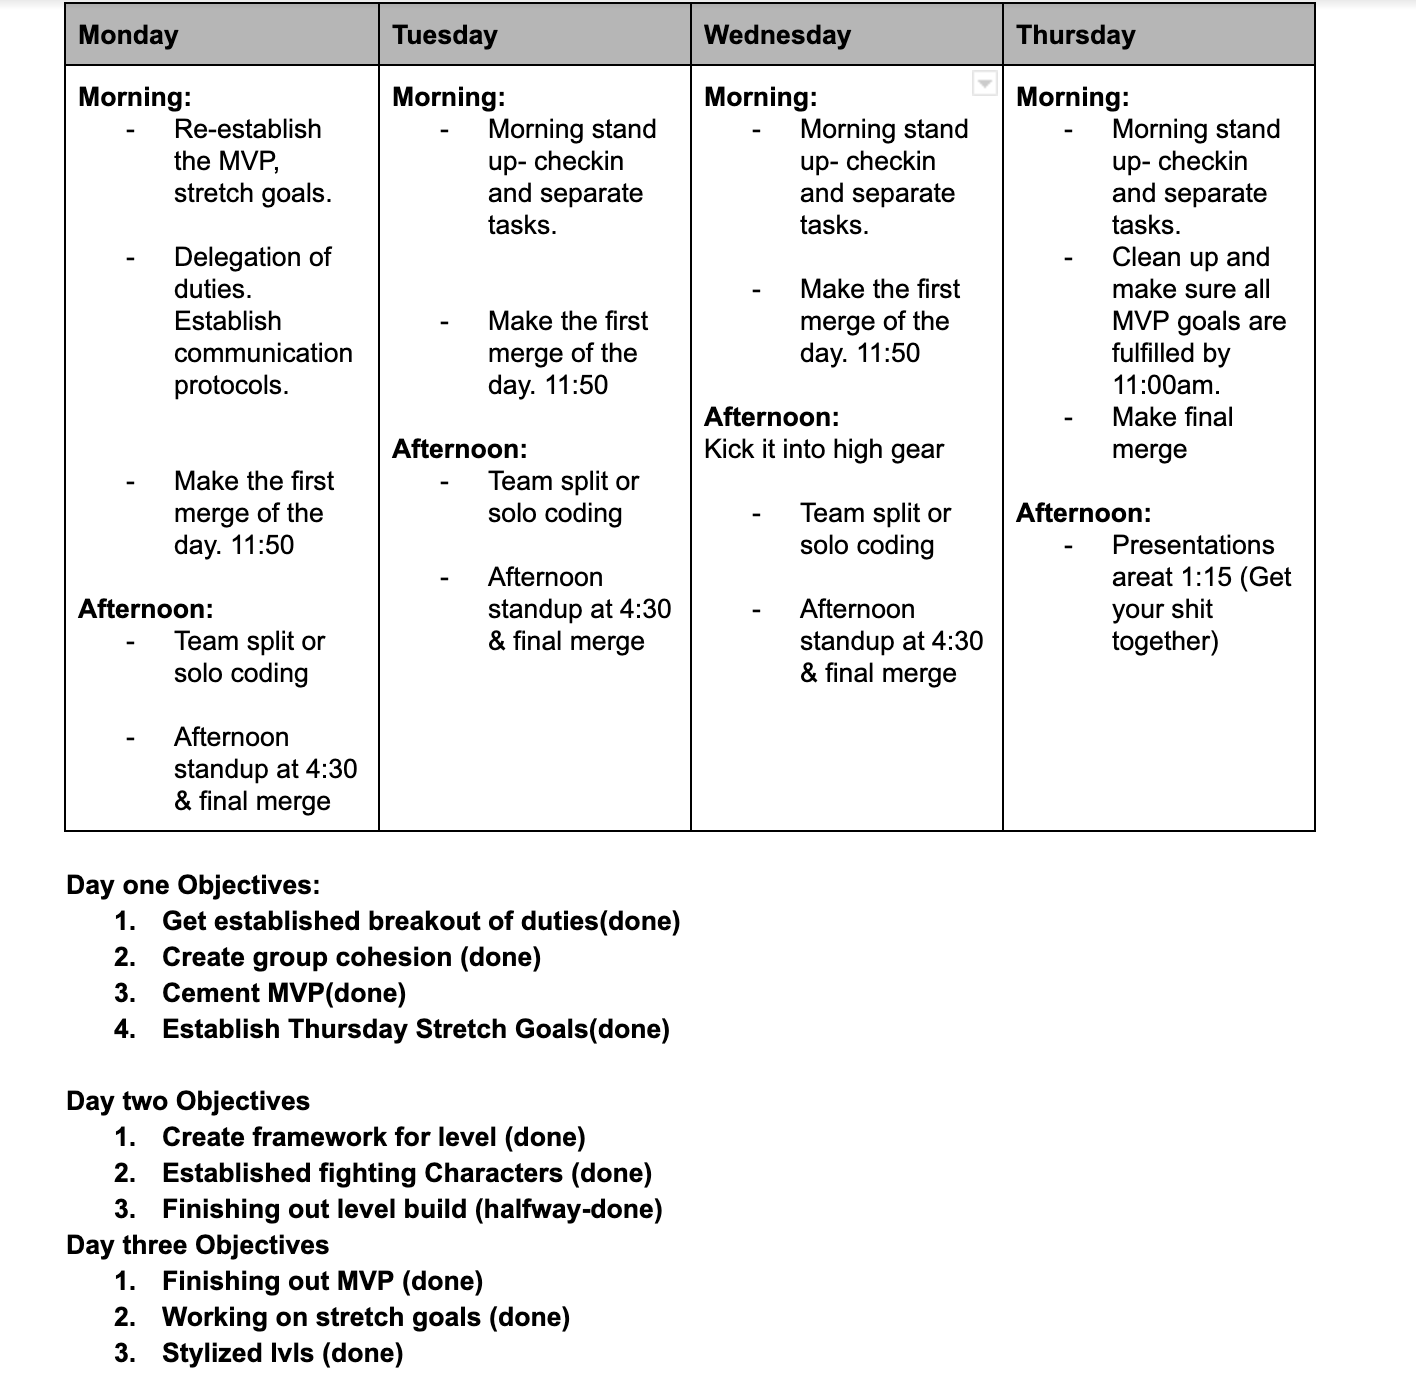 Monday
Tuesday
Wednesday
Thursday
Morning:
- Re-establish
the MVP,
stretch goals.
- Delegation of
duties.
Establish
communication
protocols.
- Make the first
merge of the
day. 11:50
Afternoon:
- Team split or
solo coding
- Afternoon
standup at 4:30
& final merge
Morning:
- Morning stand
up- checkin
and separate
tasks.
- Make the first
merge of the
day. 11:50
Afternoon:
- Team split or
solo coding
- Afternoon
standup at 4:30
& final merge
Morning:
- Morning stand
up- checkin
and separate
tasks.
- Make the first
merge of the
day. 11:50
Afternoon:
Kick it into high gear
- Team split or
solo coding
- Afternoon
standup at 4:30
& final merge
Morning:
- Morning stand
up- checkin
and separate
tasks.
- Clean up and
make sure all
MVP goals are
fulfilled by
11:00am.
- Make final
merge
Afternoon:
- Presentations
areat 1:15 (Get
your shit
together)
Day one Objectives:
1. Get established breakout of duties(done)
2. Create group cohesion (done)
3. Cement MVP(done)
4. Establish Thursday Stretch Goals(done)
Day two Objectives
1. Create framework for level (done)
2. Established fighting Characters (done)
3. Finishing out level build (halfway-done)
Day three Objectives
1. Finishing out MVP (done)
2. Working on stretch goals (done)
3. Stylized lvls (done)